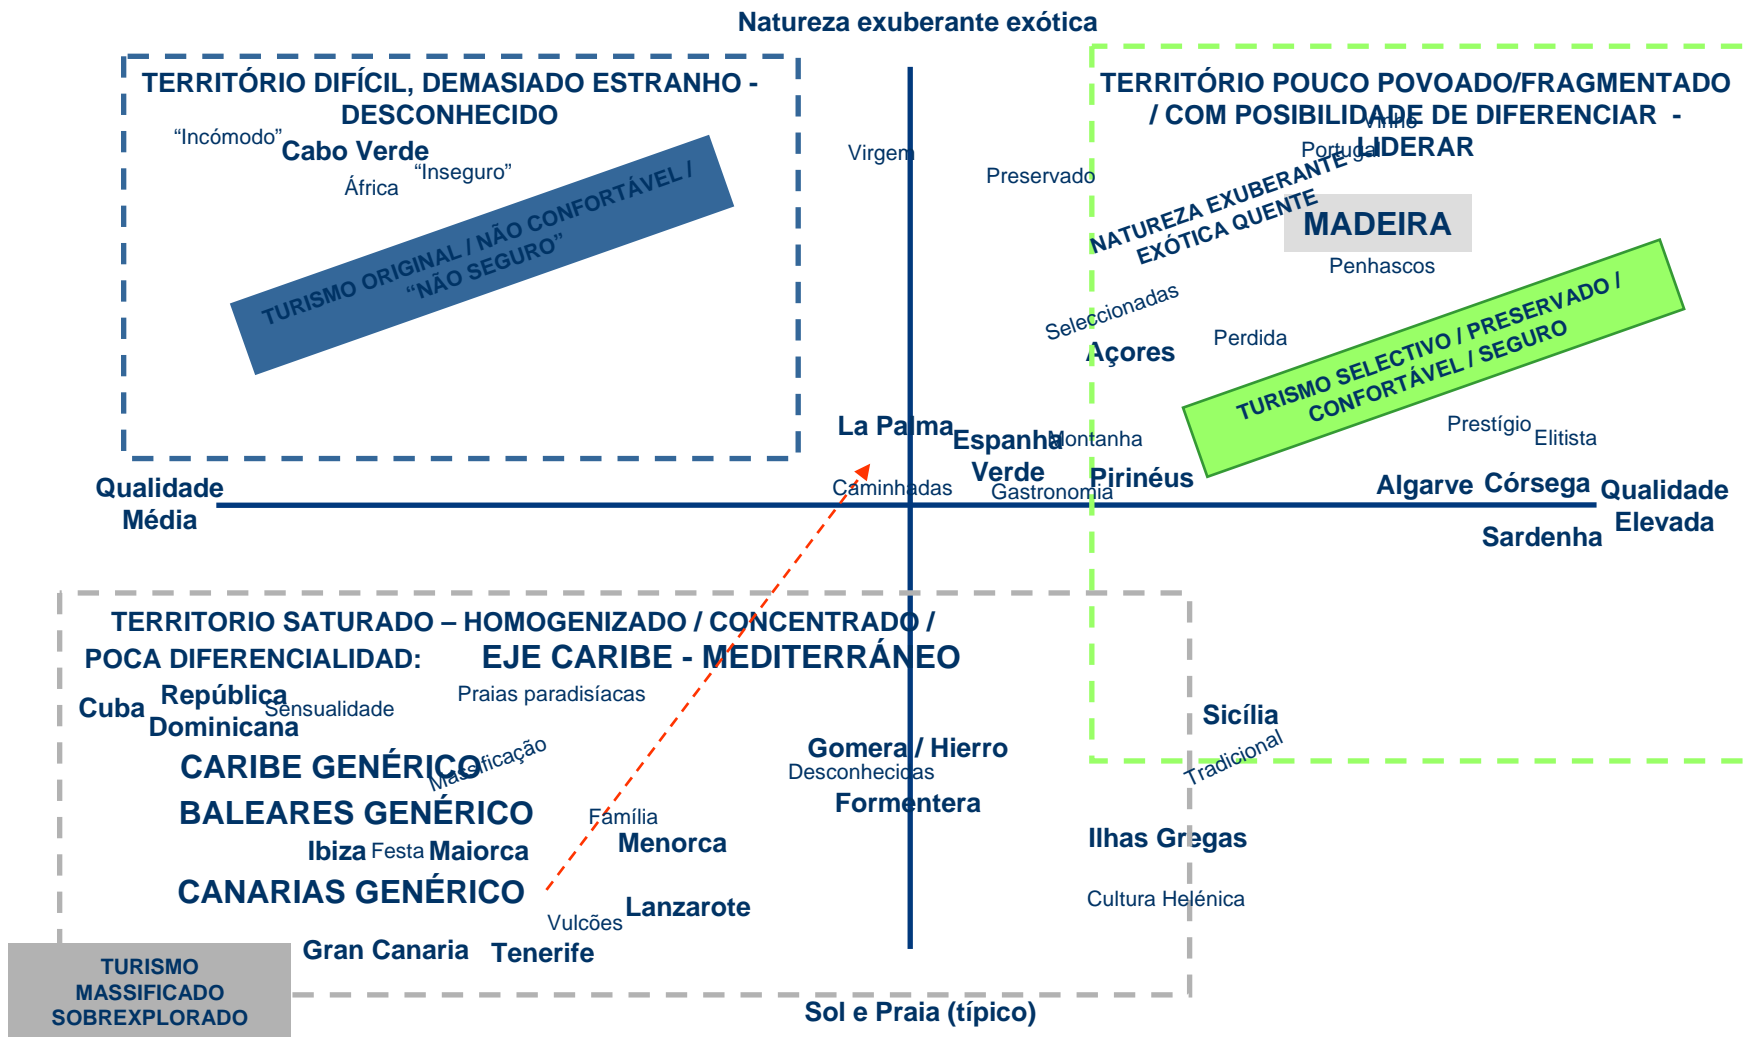 Natureza exuberante exótica
TERRITÓRIO DIFÍCIL, DEMASIADO ESTRANHO -
DESCONHECIDO
“Incómodo”
Cabo Verde
“Inseguro”
África
TURISMO ORIGINAL / NÃO CONFORTÁVEL /
“NÃO SEGURO”
Virgem
Preservado
TERRITÓRIO POUCO POVOADO/FRAGMENTADO
/ COM POSIBILIDADE DE DIFERENCIAR -
LIDERAR
Vinho
Portugal
NATUREZA EXUBERANTE
EXÓTICA QUENTE
MADEIRA
Penhascos
Seleccionadas
Açores
Perdida
TURISMO SELECTIVO / PRESERVADO /
CONFORTÁVEL / SEGURO
Prestígio
Elitista
La Palma
Espanha
Verde
Montanha
Pirinéus
Caminhadas
Gastronomia
Algarve
Córsega
Sardenha
Qualidade
Média
Qualidade
Elevada
TERRITORIO SATURADO – HOMOGENIZADO / CONCENTRADO /
POCA DIFERENCIALIDAD: EJE CARIBE - MEDITERRÁNEO
Cuba
República
Dominicana
Sensualidade
Praias paradisíacas
CARIBE GENÉRICO
Massificação
BALEARES GENÉRICO
Família
Ibiza Festa Maiorca
Menorca
CANARIAS GENÉRICO
Vulcões
Lanzarote
Gran Canaria
Tenerife
Gomera / Hierro
Desconhecidas
Formentera
Sicília
Tradicional
Ilhas Gregas
Cultura Helénica
TURISMO
MASSIFICADO
SOBREXPLORADO
Sol e Praia (típico)